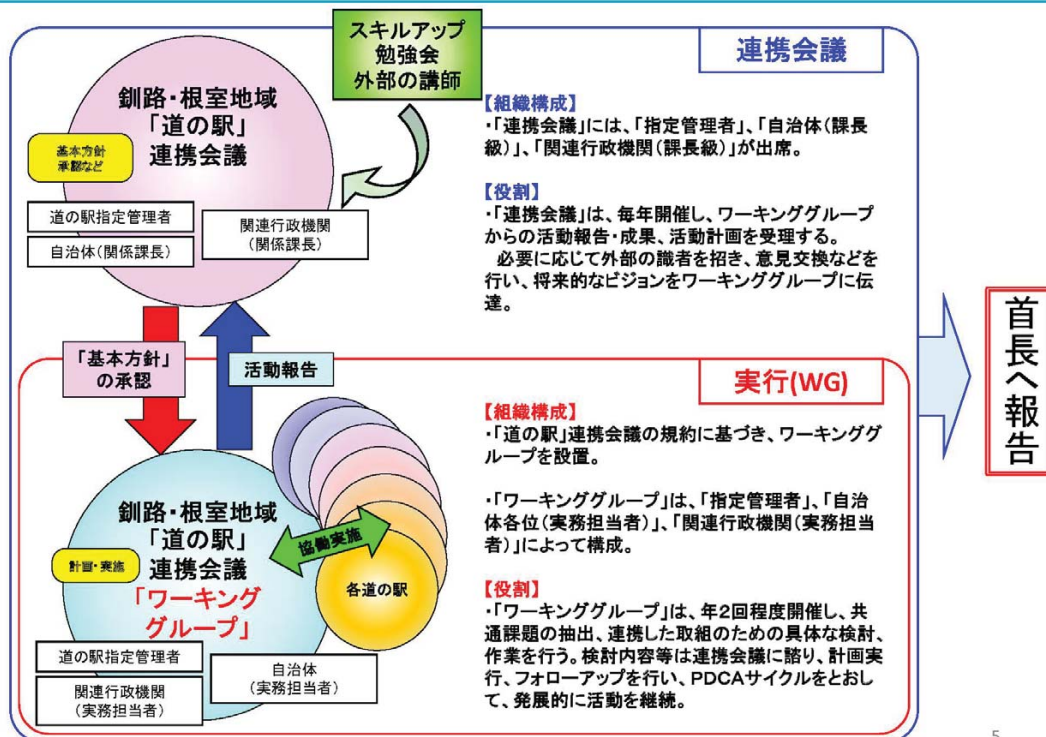 スキルアップ
勉強会
外部の講師
連携会議
釧路・根室地域
「道の駅」
連携会議
基本方針
承認など
道の駅指定管理者
自治体(関係課長)
関連行政機関
(関係課長)
【組織構成】
・「連携会議」には、「指定管理者」、「自治体(課長
級)」、「関連行政機関(課長級)」が出席。
【役割】
・「連携会議」は、毎年開催し、ワーキンググループ
からの活動報告・成果、活動計画を受理する。
必要に応じて外部の識者を招き、意見交換などを
行い、将来的なビジョンをワーキンググループに伝
達。
「基本方針」
の承認
活動報告
首長へ報告
実行(WG)
【組織構成】
・「道の駅」連携会議の規約に基づき、ワーキンググ
ループを設置。
・「ワーキンググループ」は、「指定管理者」、「自治
体各位(実務担当者)」、「関連行政機関(実務担当
者)」によって構成。
【役割】
・「ワーキンググループ」は、年2回程度開催し、共
通課題の抽出、連携した取組のための具体な検討、
作業を行う。検討内容等は連携会議に諮り、計画実
行、フォローアップを行い、PDCAサイクルをとおし
て、発展的に活動を継続。
釧路・根室地域
「道の駅」
連携会議
「ワーキング
グループ」
計画・実施
協働実施
各道の駅
道の駅指定管理者
関連行政機関
(実務担当者)
自治体
(実務担当者)
5